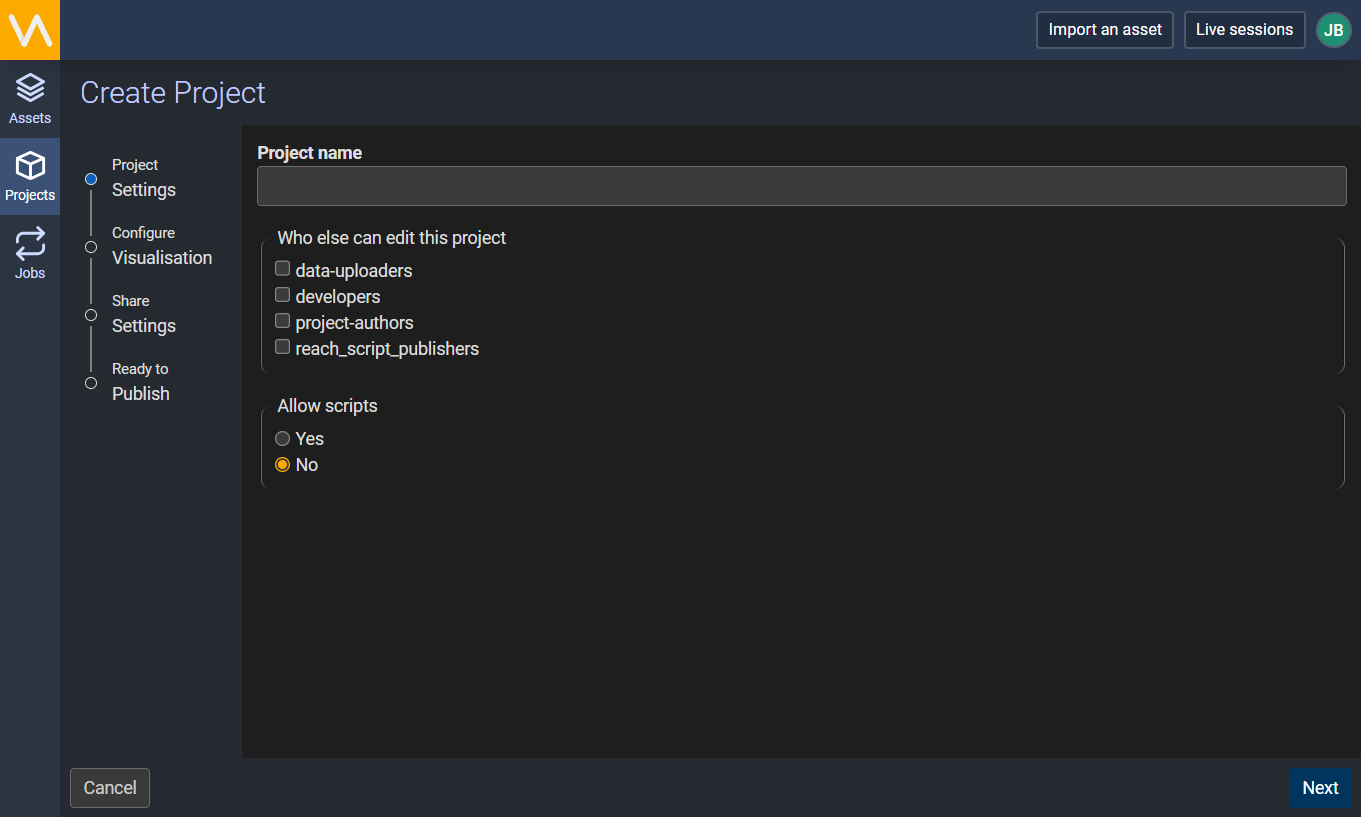 Import an asset
Live sessions
JB
Assets
Projects
Jobs
Create Project
Project
Settings
Configure
Visualisation
Share
Settings
Ready to
Publish
Project name
Who else can edit this project
data-uploaders
developers
project-authors
reach_script_publishers
Allow scripts
Yes
No
Cancel
Next